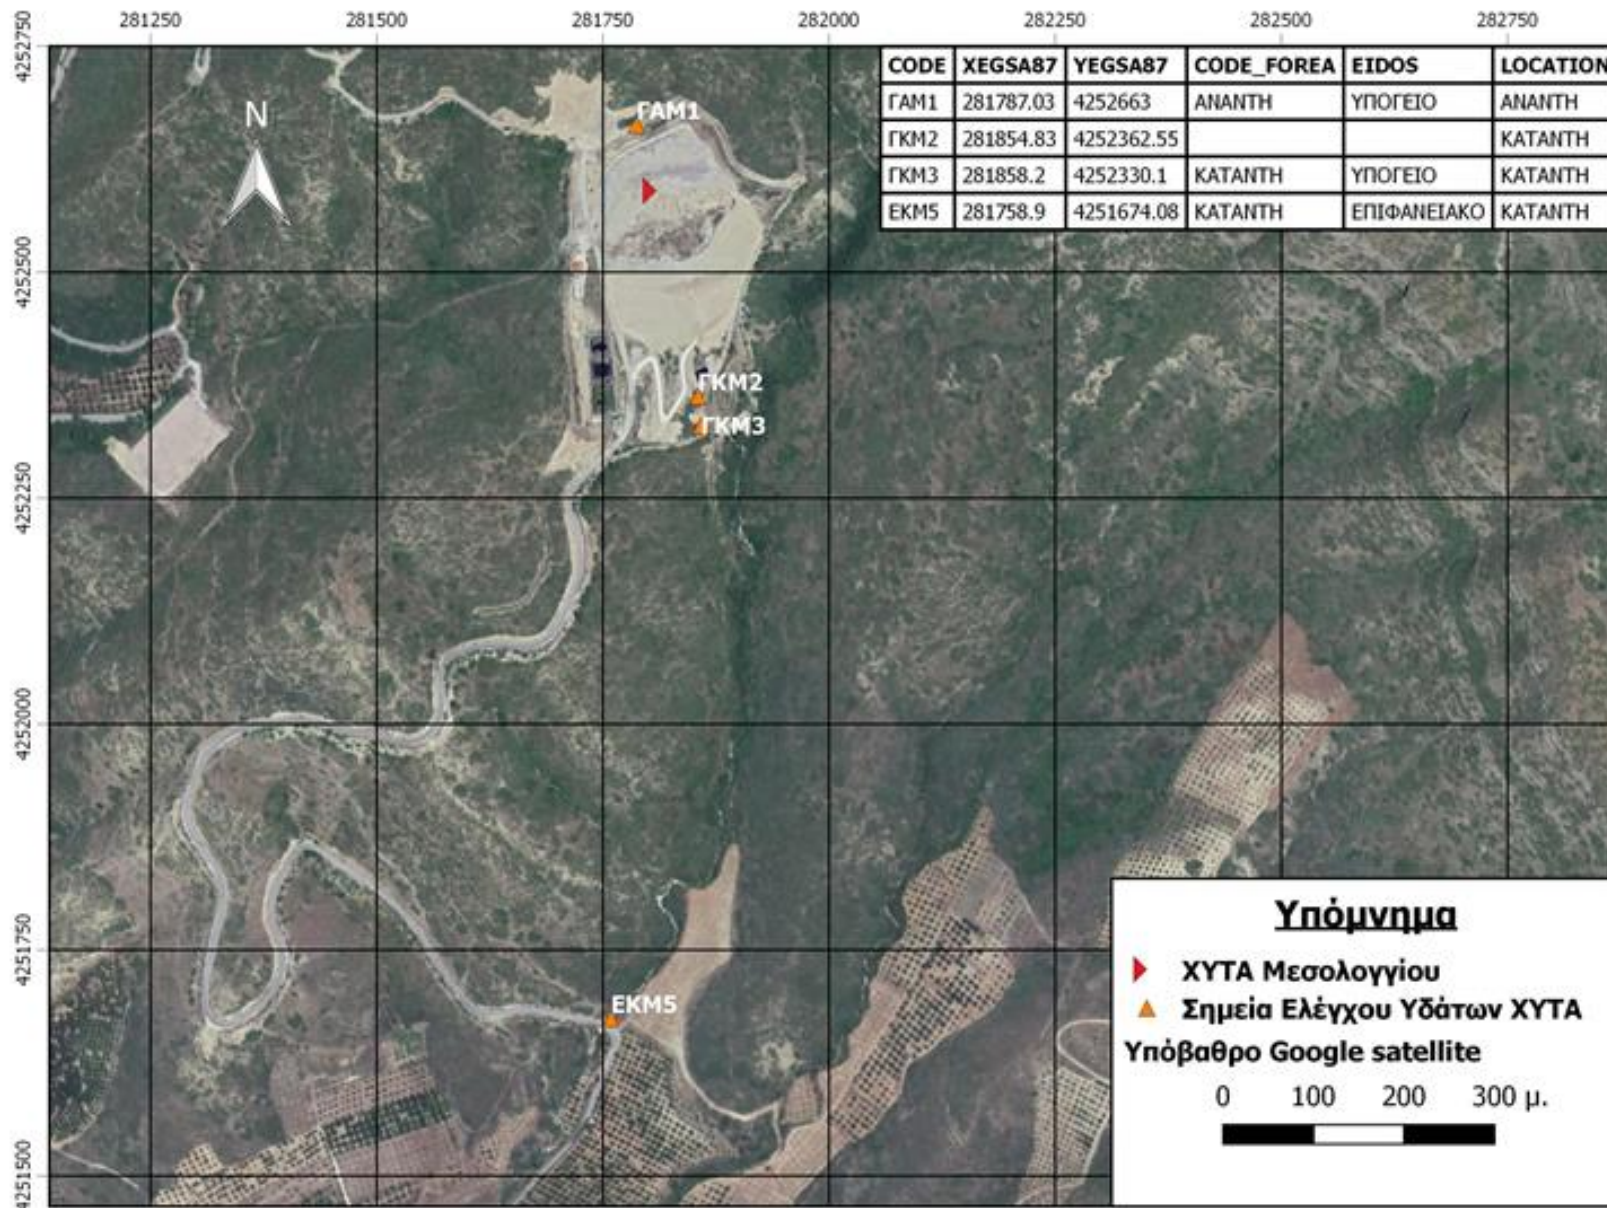 281250 281500 281750 282000 282250 282500 282750
4252750
4252500
4252250
4252000
4251750
4251500
N
CODE XEGSA87 YEGSA87 CODE_FOREA EIDOS LOCATION
ΓΑΜ1 281787.03 4252663 ΑΝΑΝΤΗ ΥΠΟΓΕΙΟ ΑΝΑΝΤΗ
ΓΚΜ2 281854.83 4252362.55 ΚΑΤΑΝΤΗ
ΓΚΜ3 281858.2 4252330.1 ΚΑΤΑΝΤΗ ΥΠΟΓΕΙΟ ΚΑΤΑΝΤΗ
ΕΚΜ5 281758.9 4251674.08 ΚΑΤΑΝΤΗ ΕΠΙΦΑΝΕΙΑΚΟ ΚΑΤΑΝΤΗ
ΓΑΜ1
ΓΚΜ2
ΓΚΜ3
ΕΚΜ5
Υπόμνημα
ΧΥΤΑ Μεσολογγίου
Σημεία Ελέγχου Υδάτων ΧΥΤΑ
Υπόβαθρο Google satellite
0 100 200 300 μ.